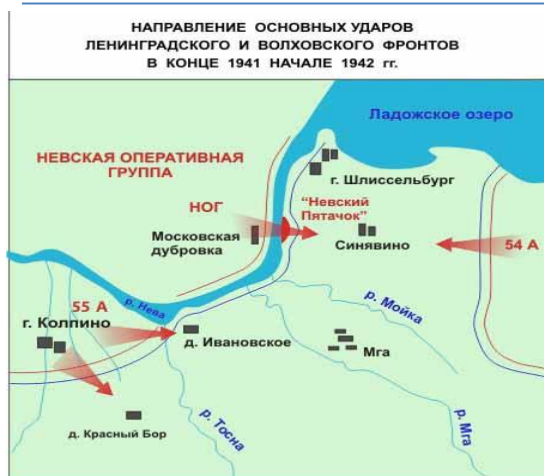 НАПРАВЛЕНИЕ ОСНОВНЫХ УДАРОВ
ЛЕНИНГРАДСКОГО И ВОЛХОВСКОГО ФРОНТОВ
В КОНЦЕ 1941 НАЧАЛЕ 1942 гг.
Ладожское озеро
НЕВСКАЯ ОПЕРАТИВНАЯ
ГРУППА
г. Шлиссельбург
НОГ
"Невский
Пятачок"
Московская
дубровка
Синявино
54 А
р. Нева
55 А
р. Мойка
г. Колпино
д. Ивановское
Мга
р. Тосна
р. Мга
д. Красный Бор